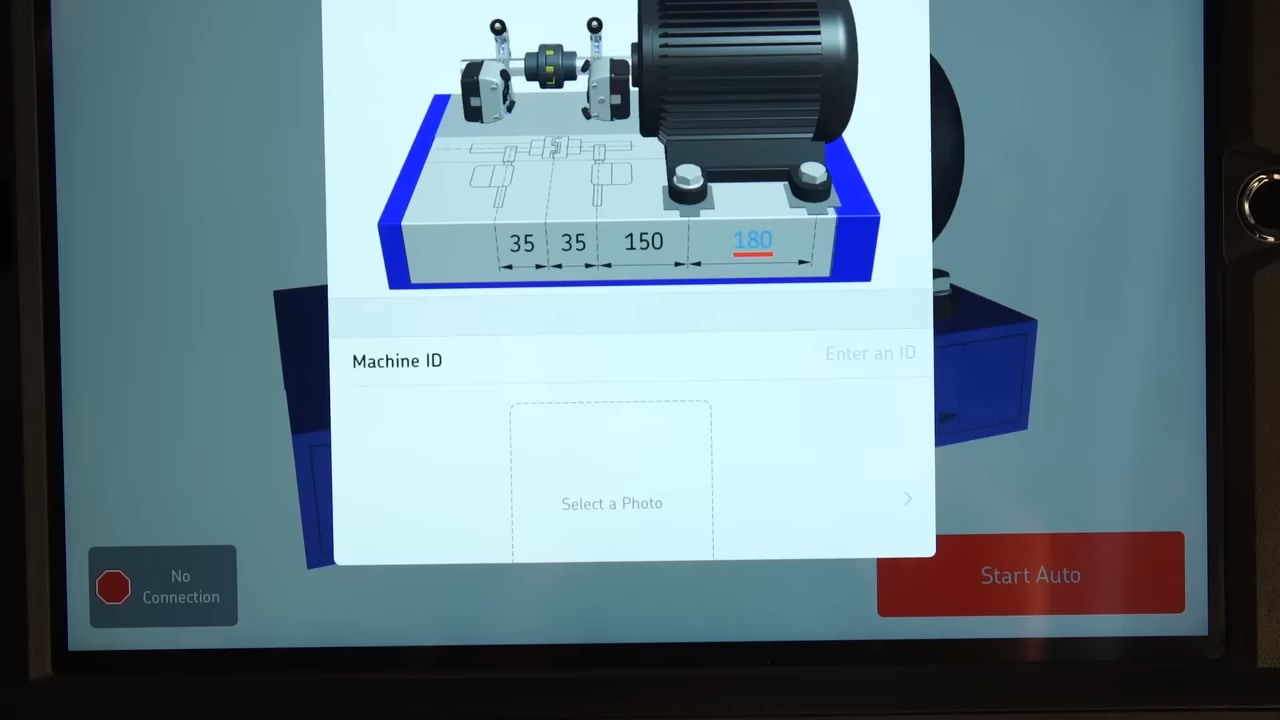 35 35 150 180
Machine ID Enter an ID
Select a Photo
No
Connection
Start Auto